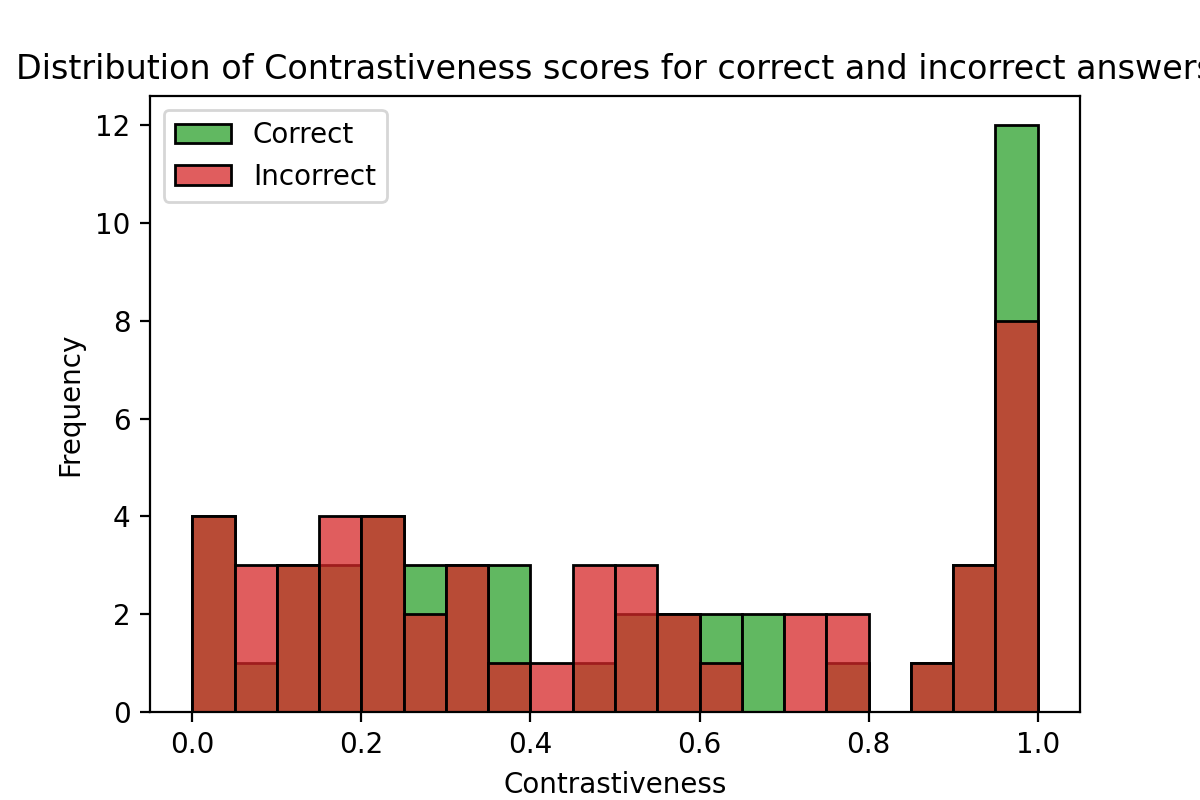 Distribution of Contrastiveness scores for correct and incorrect answers
Correct
Incorrect
12
10
8
6
4
2
0
Frequency
0.0 0.2 0.4 0.6 0.8 1.0
Contrastiveness